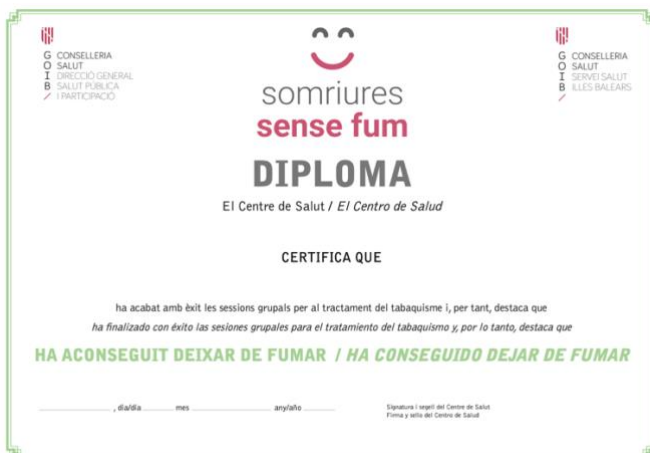 G CONSELLERIA
O SALUT
I DIRECCIÓ GENERAL
B SALUT PÚBLICA
/ I PARTICIPACIÓ
G CONSELLERIA
O SALUT
I SERVEI SALUT
B ILLES BALEARS
/
somriures
sense fum
DIPLOMA
El Centre de Salut / El Centro de Salud
CERTIFICA QUE
ha acabat amb èxit les sessions grupals per al tractament del tabaquisme i, per tant, destaca que
ha finalizado con éxito las sesiones grupales para el tratamiento del tabaquismo y, por lo tanto, destaca que
HA ACONSEGUIT DEIXAR DE FUMAR / HA CONSEGUIDO DEJAR DE FUMAR
, dia/día mes any/año
Signatura i segell del Centre de Salut
Firma y sello del Centro de Salud